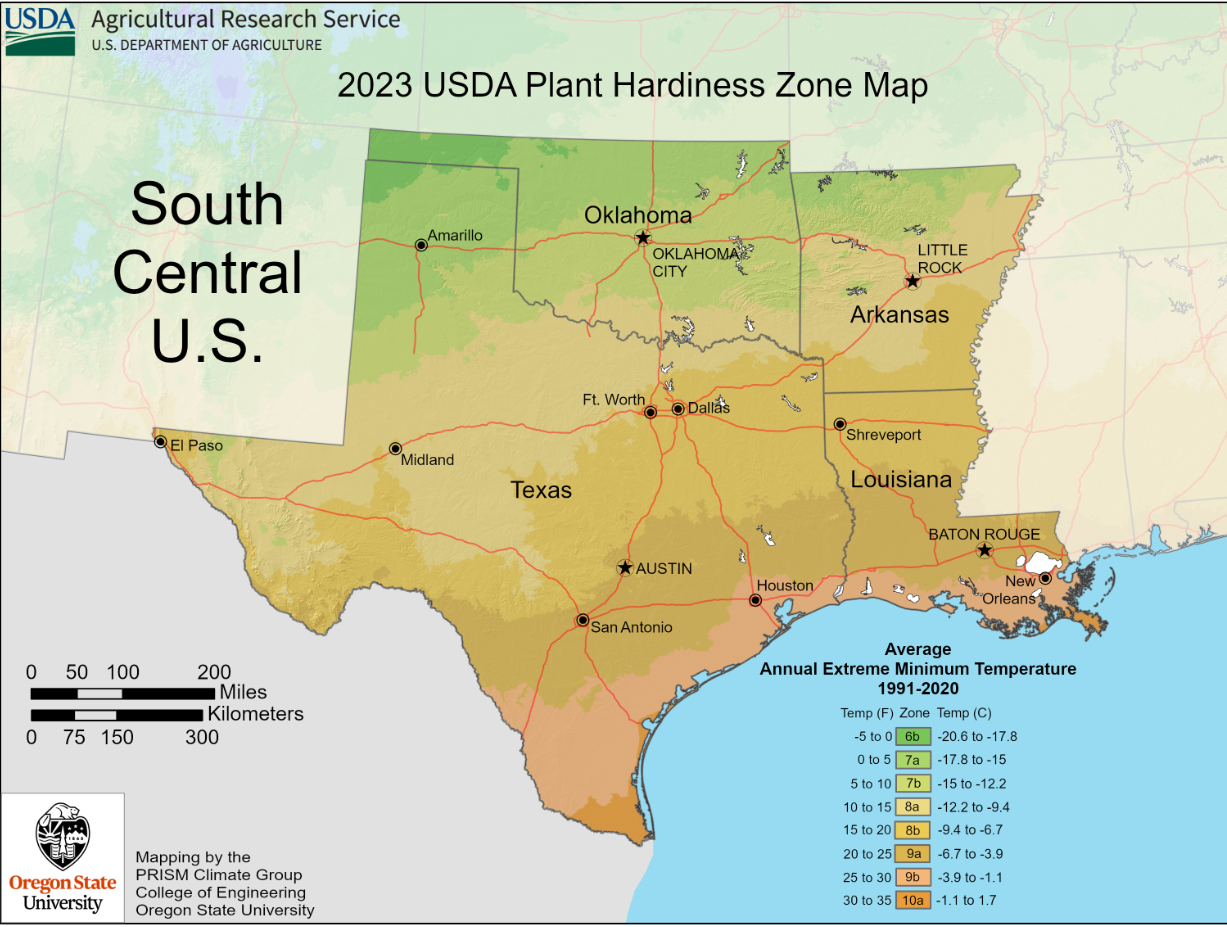 USDA
Agricultural Research Service
U.S. DEPARTMENT OF AGRICULTURE
2023 USDA Plant Hardiness Zone Map
South
Central
U.S.
Oklahoma
Amarillo
OKLAHOMA
CITY
LITTLE
ROCK
Arkansas
Ft. Worth
Dallas
Shreveport
El Paso
Midland
Texas
Louisiana
BATON ROUGE
AUSTIN
Houston
New
Orleans
San Antonio
0 50 100 200
Miles
Kilometers
0 75 150 300
Average
Annual Extreme Minimum Temperature
1991-2020
Temp (F) Zone Temp (C)
-5 to 0 6b -20.6 to -17.8
0 to 5 7a -17.8 to -15
5 to 10 7b -15 to -12.2
10 to 15 8a -12.2 to -9.4
15 to 20 8b -9.4 to -6.7
20 to 25 9a -6.7 to -3.9
25 to 30 9b -3.9 to -1.1
30 to 35 10a -1.1 to 1.7
Oregon State
University
Mapping by the
PRISM Climate Group
College of Engineering
Oregon State University